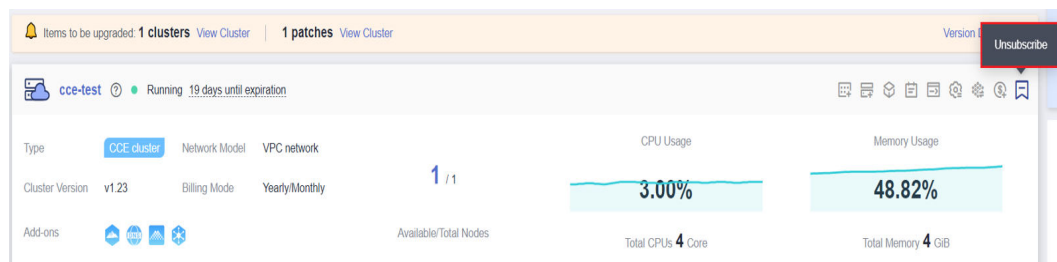 Items to be upgraded: 1 clusters View Cluster 1 patches View Cluster
Version
Unsubscribe
cce-test Running 19 days until expiration
Type CCE cluster Network Model VPC network
Cluster Version v1.23 Billing Mode Yearly/Monthly
Add-ons
1 / 1
Available/Total Nodes
CPU Usage
3.00%
Total CPUs 4 Core
Memory Usage
48.82%
Total Memory 4 GiB